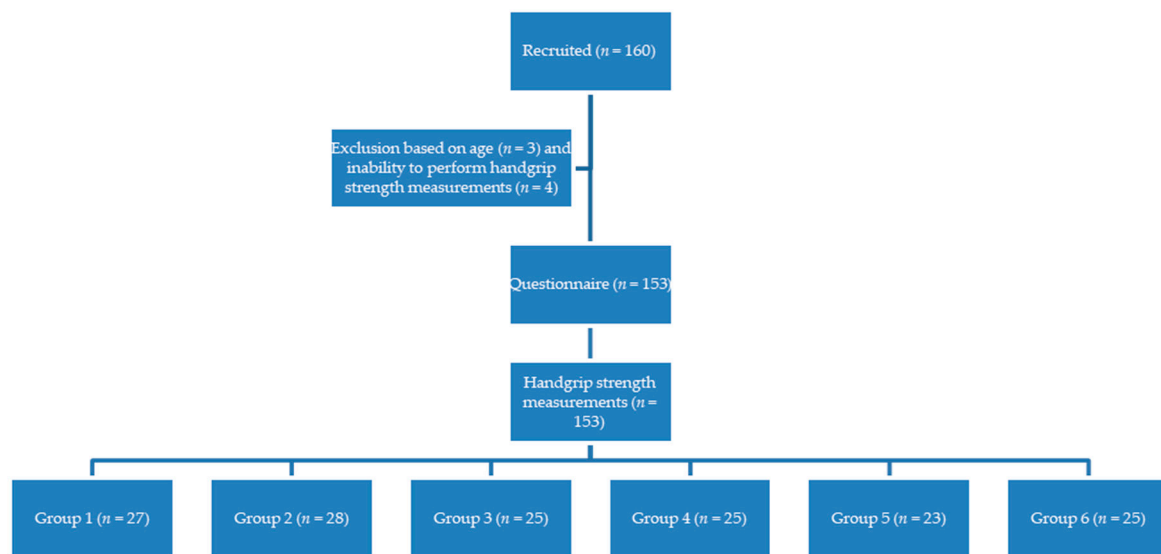 Recruited (n = 160)
Exclusion based on age (n = 3) and
inability to perform handgrip
strength measurements (n = 4)
Questionnaire (n = 153)
Handgrip strength
measurements (n =
153)
Group 1 (n = 27)
Group 2 (n = 28)
Group 3 (n = 25)
Group 4 (n = 25)
Group 5 (n = 23)
Group 6 (n = 25)